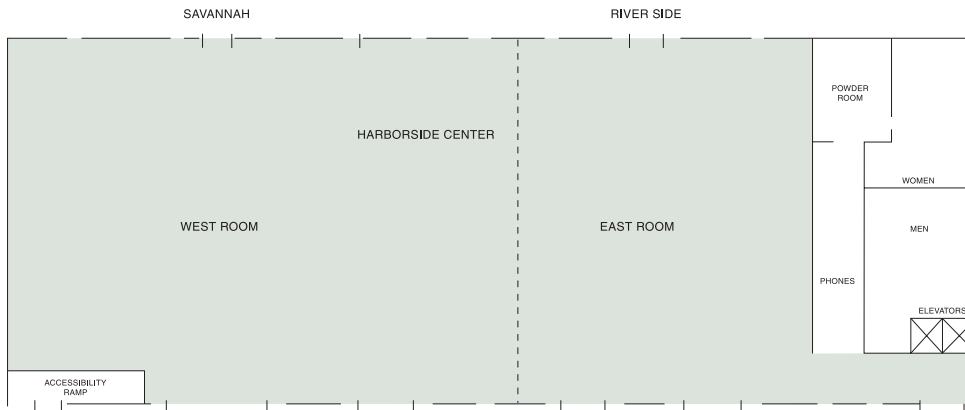 SAVANNAH
RIVER SIDE
POWDER
ROOM
HARBORSIDE CENTER
WOMEN
WEST ROOM
EAST ROOM
MEN
PHONES
ELEVATORS
ACCESSIBILITY
RAMP